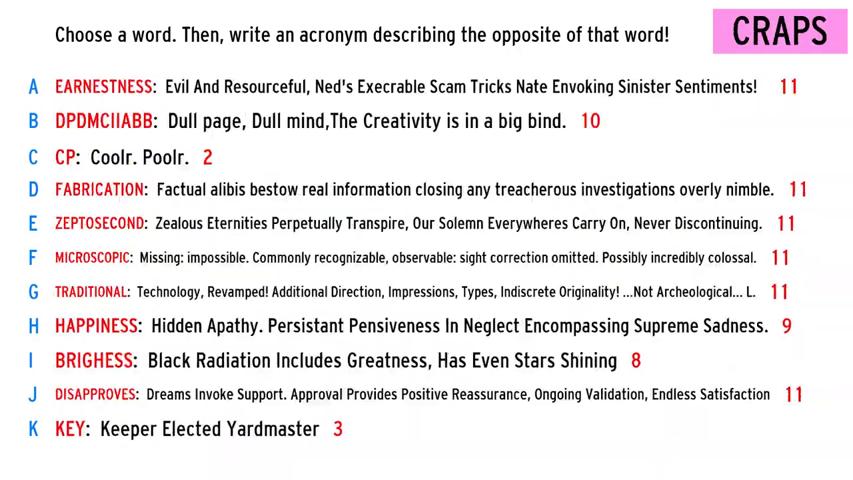 Choose a word. Then, write an acronym describing the opposite of that word!
CRAPS
A EARNESTNESS: Evil And Resourceful, Ned's Execrable Scam Tricks Nate Envoking Sinister Sentiments! 11
B DPDMCIIABB: Dull page, Dull mind,The Creativity is in a big bind. 10
C CP: Coolr. Poolr. 2
D FABRICATION: Factual alibis bestow real information closing any treacherous investigations overly nimble. 11
E ZEPTOSECOND: Zealous Eternities Perpetually Transpire, Our Solemn Everywheres Carry On, Never Discontinuing. 11
F MICROSCOPIC: Missing: impossible. Commonly recognizable, observable: sight correction omitted. Possibly incredibly colossal. 11
G TRADITIONAL: Technology, Revamped! Additional Direction, Impressions, Types, Indiscrete Originality! ...Not Archeological... L. 11
H HAPPINESS: Hidden Apathy. Persistant Pensiveness In Neglect Encompassing Supreme Sadness. 9
I BRIGHESS: Black Radiation Includes Greatness, Has Even Stars Shining 8
J DISAPPROVES: Dreams Invoke Support. Approval Provides Positive Reassurance, Ongoing Validation, Endless Satisfaction 11
K KEY: Keeper Elected Yardmaster 3